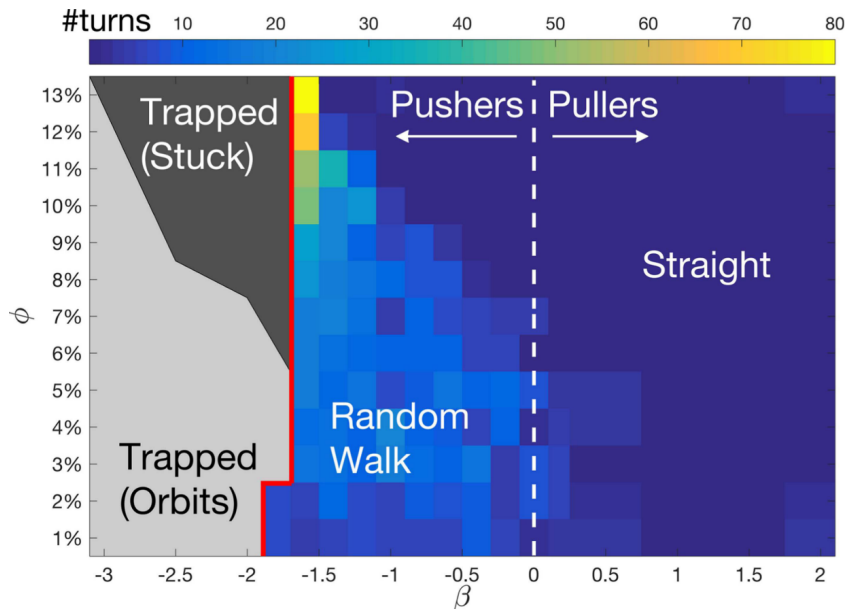 #turns
10 20 30 40 50 60 70 80
13%
12%
11%
10%
9%
8%
7%
6%
5%
4%
3%
2%
1%
ϕ
Trapped
(Stuck)
Pushers Pullers
Straight
Random
Walk
Trapped
(Orbits)
-3 -2.5 -2 -1.5 -1 -0.5 0 0.5 1 1.5 2
β